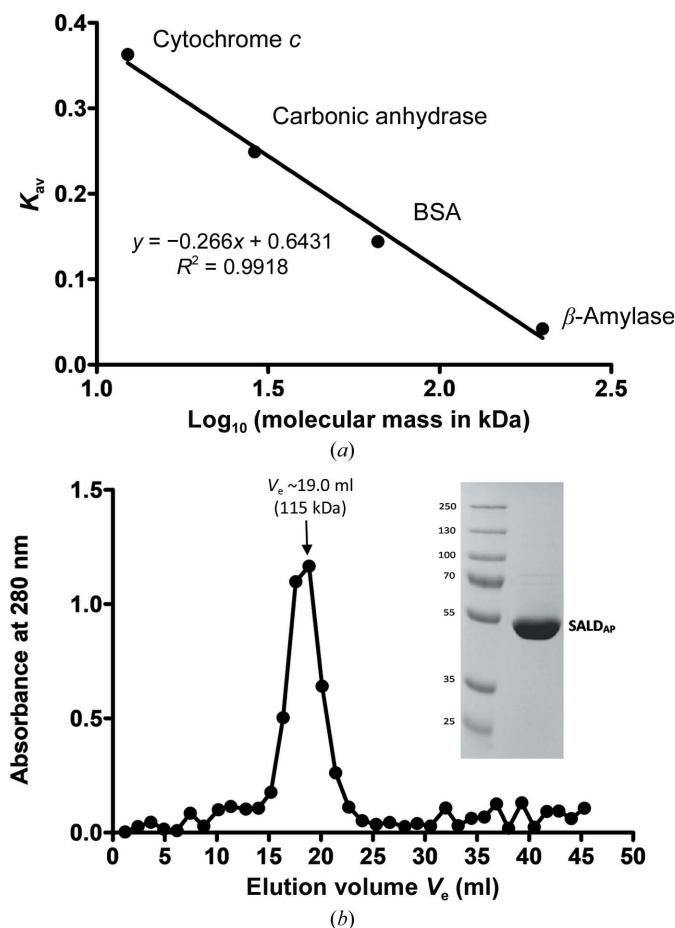 0.4
Cytochrome c
0.3
Carbonic anhydrase
Kav
0.2
BSA
y = −0.266x + 0.6431
R² = 0.9918
0.1
β-Amylase
0.0
1.0 1.5 2.0 2.5
Log₁₀ (molecular mass in kDa)
(a)
1.5
Ve ~19.0 ml
(115 kDa)
250
130
100
70
55
SALD_AP
35
25
1.0
Absorbance at 280 nm
0.5
0.0
0 5 10 15 20 25 30 35 40 45 50
Elution volume Ve (ml)
(b)